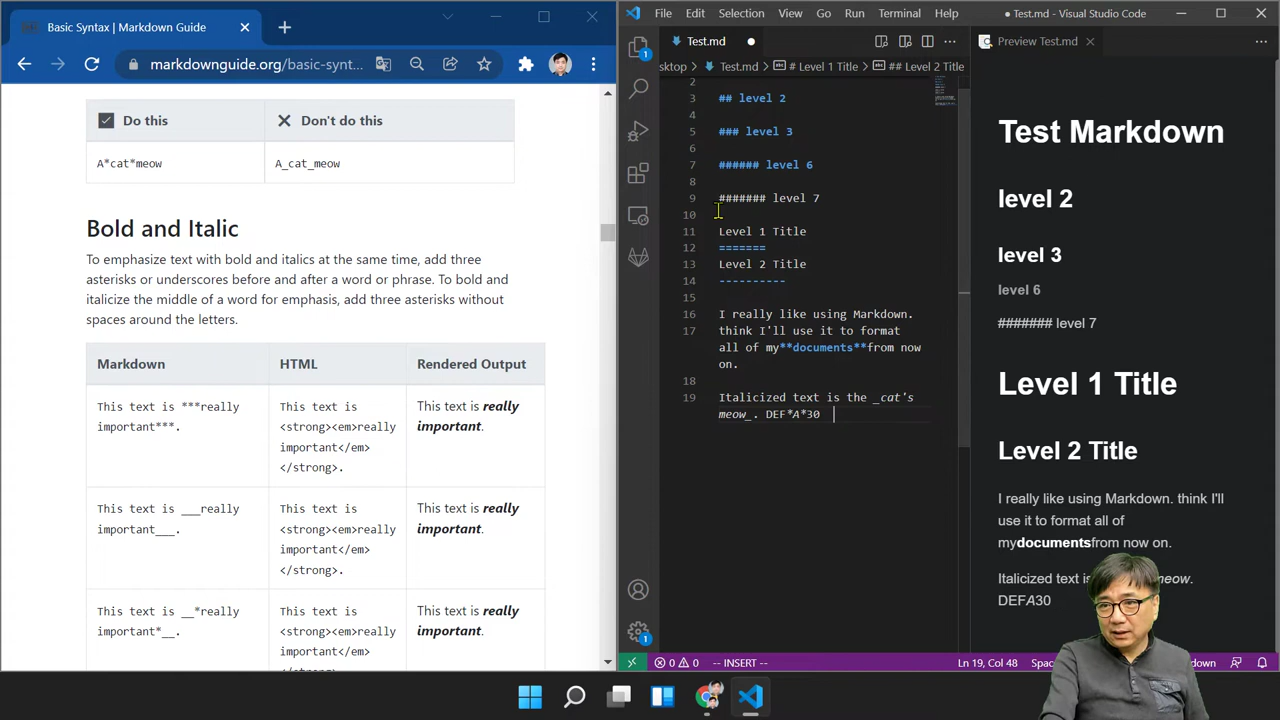 Basic Syntax | Markdown Guide
markdownguide.org/basic-synt...
Do this
Don't do this
A*cat*meow
A_cat_meow
Bold and Italic
To emphasize text with bold and italics at the same time, add three
asterisks or underscores before and after a word or phrase. To bold and
italicize the middle of a word for emphasis, add three asterisks without
spaces around the letters.
Markdown
HTML
Rendered Output
This text is ***really
important***.
This text is
<strong><em>really
important</em>
</strong>.
This text is really
important.
This text is ___really
important___.
This text is
<strong><em>really
important</em>
</strong>.
This text is really
important.
This text is __*really
important*__.
This text is
<strong><em>really
important</em>
This text is really
important.
File Edit Selection View Go Run Terminal Help
● Test.md - Visual Studio Code
Test.md
Preview Test.md
sktop > Test.md > # Level 1 Title > ## Level 2 Title
2
3 ## level 2
4
5 ### level 3
6
7 ###### level 6
8
9 ####### level 7
10
11 Level 1 Title
12 =======
13 Level 2 Title
14 ----------
15
16 I really like using Markdown.
17 think I'll use it to format
all of my**documents**from now
on.
18
19 Italicized text is the _cat's
meow_. DEF*A*30
Test Markdown
level 2
level 3
level 6
####### level 7
Level 1 Title
Level 2 Title
I really like using Markdown. think I'll
use it to format all of
mydocumentsfrom now on.
Italicized text is
meow.
DEFA30
1
1
0 0
-- INSERT --
Ln 19, Col 48
Spac
kdown